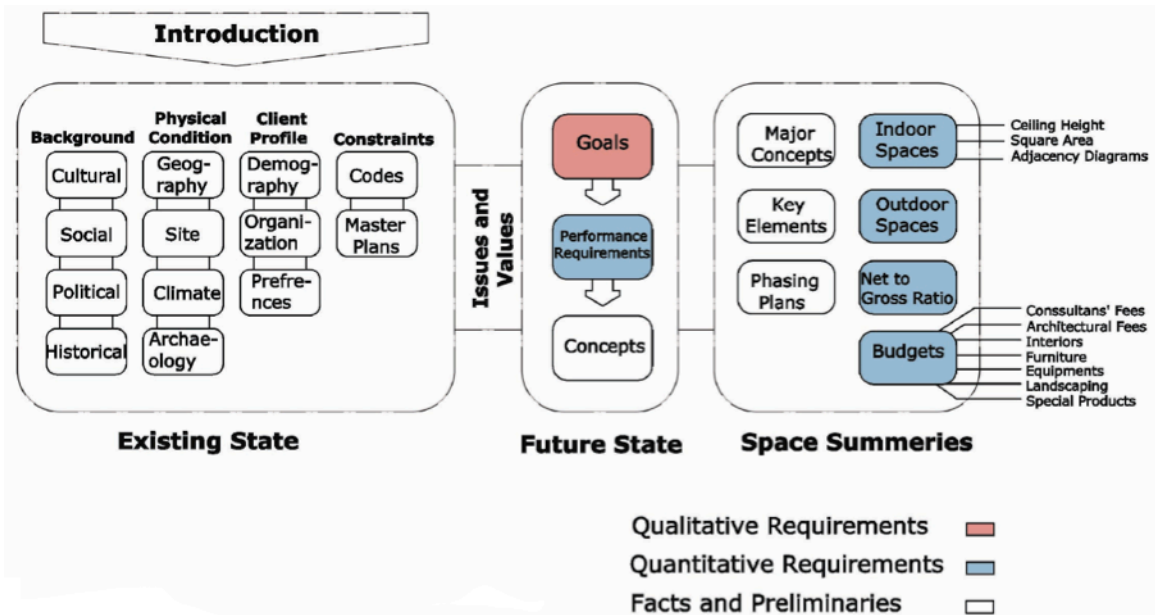 Introduction
Background
Physical
Condition
Client
Profile
Constraints
Cultural
Social
Political
Historical
Geog-
raphy
Site
Climate
Archae-
ology
Demog-
raphy
Organi-
zation
Prefre-
nces
Codes
Master
Plans
Existing State
Issues and
Values
Goals
Performance
Requirements
Concepts
Future State
Major
Concepts
Key
Elements
Phasing
Plans
Indoor
Spaces
Ceiling Height
Square Area
Adjacency Diagrams
Outdoor
Spaces
Net to
Gross Ratio
Budgets
Conssultans' Fees
Architectural Fees
Interiors
Furniture
Equipments
Landscaping
Special Products
Space Summeries
Qualitative Requirements
Quantitative Requirements
Facts and Preliminaries